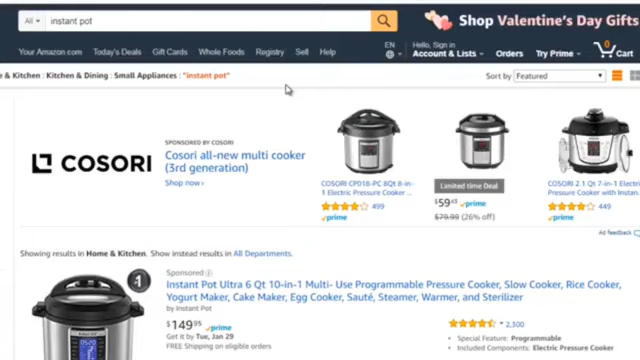 All
instant pot
Shop Valentine's Day Gifts
Your Amazon.com Today's Deals Gift Cards Whole Foods Registry Sell Help
EN
Hello, Sign in
Account & Lists
Orders
Try Prime
0
Cart
e & Kitchen : Kitchen & Dining : Small Appliances : "instant pot"
Sort by Featured
SPONSORED BY COSORI
COSORI
Cosori all-new multi cooker
(3rd generation)
Shop now ›
COSORI CP018-PC 8Qt 8-in-
1 Electric Pressure Cooker ...
499
prime
Limited time Deal
$59.45 prime
$79.99 (26% off)
COSORI 2.1 Qt 7-in-1 Electric
Pressure Cooker with Instan
449
prime
Ad feedback
Showing results in Home & Kitchen. Show instead results in All Departments.
#1
Sponsored
Instant Pot Ultra 6 Qt 10-in-1 Multi- Use Programmable Pressure Cooker, Slow Cooker, Rice Cooker,
Yogurt Maker, Cake Maker, Egg Cooker, Sauté, Steamer, Warmer, and Sterilizer
by Instant Pot
$149.95 prime
Get it by Tue, Jan 29
FREE Shipping on eligible orders
2,300
• Special Feature: Programmable
• Included Components: Electric Pressure Cooker